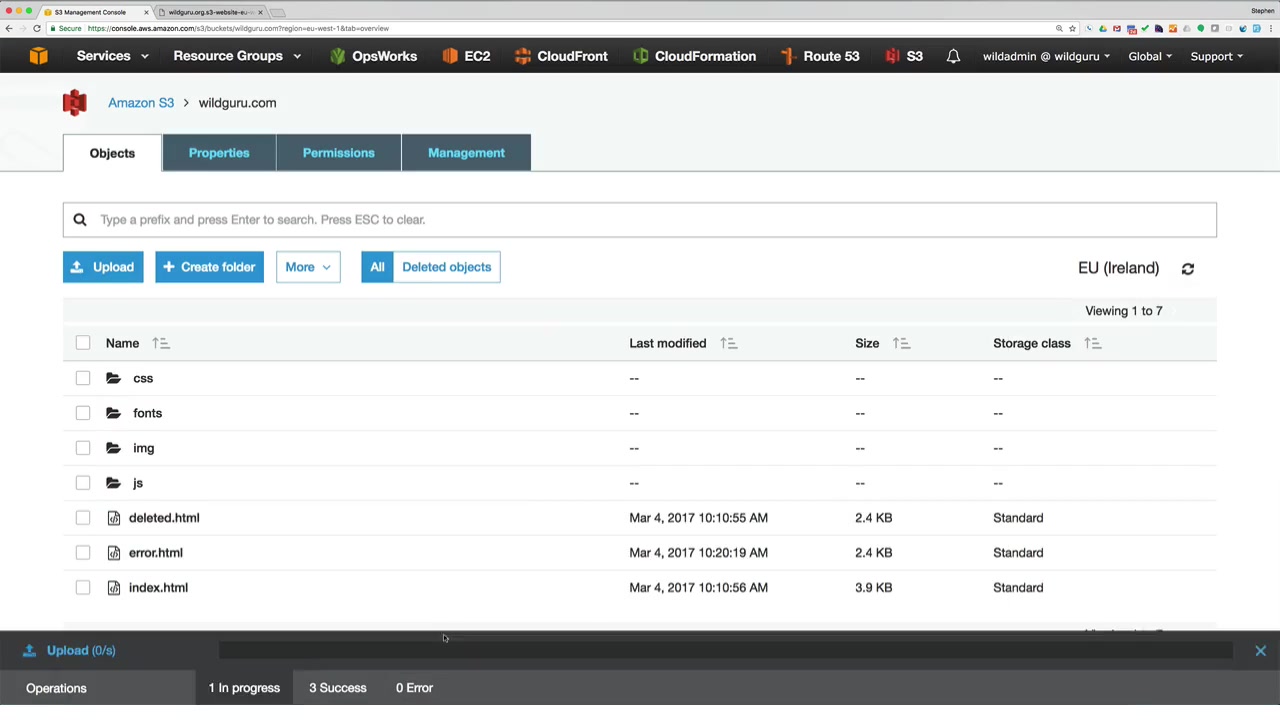 S3 Management Console
wildguru.org.s3-website-eu-w
Stephen
Secure https://console.aws.amazon.com/s3/buckets/wildguru.com?region=eu-west-1&tab=overview
Services Resource Groups OpsWorks EC2 CloudFront CloudFormation Route 53 S3 wildadmin @ wildguru Global Support
Amazon S3 > wildguru.com
Objects Properties Permissions Management
Type a prefix and press Enter to search. Press ESC to clear.
Upload + Create folder More All Deleted objects EU (Ireland)
Viewing 1 to 7
Name Last modified Size Storage class
css -- -- --
fonts -- -- --
img -- -- --
js -- -- --
deleted.html Mar 4, 2017 10:10:55 AM 2.4 KB Standard
error.html Mar 4, 2017 10:20:19 AM 2.4 KB Standard
index.html Mar 4, 2017 10:10:56 AM 3.9 KB Standard
Upload (0/s)
Operations 1 In progress 3 Success 0 Error